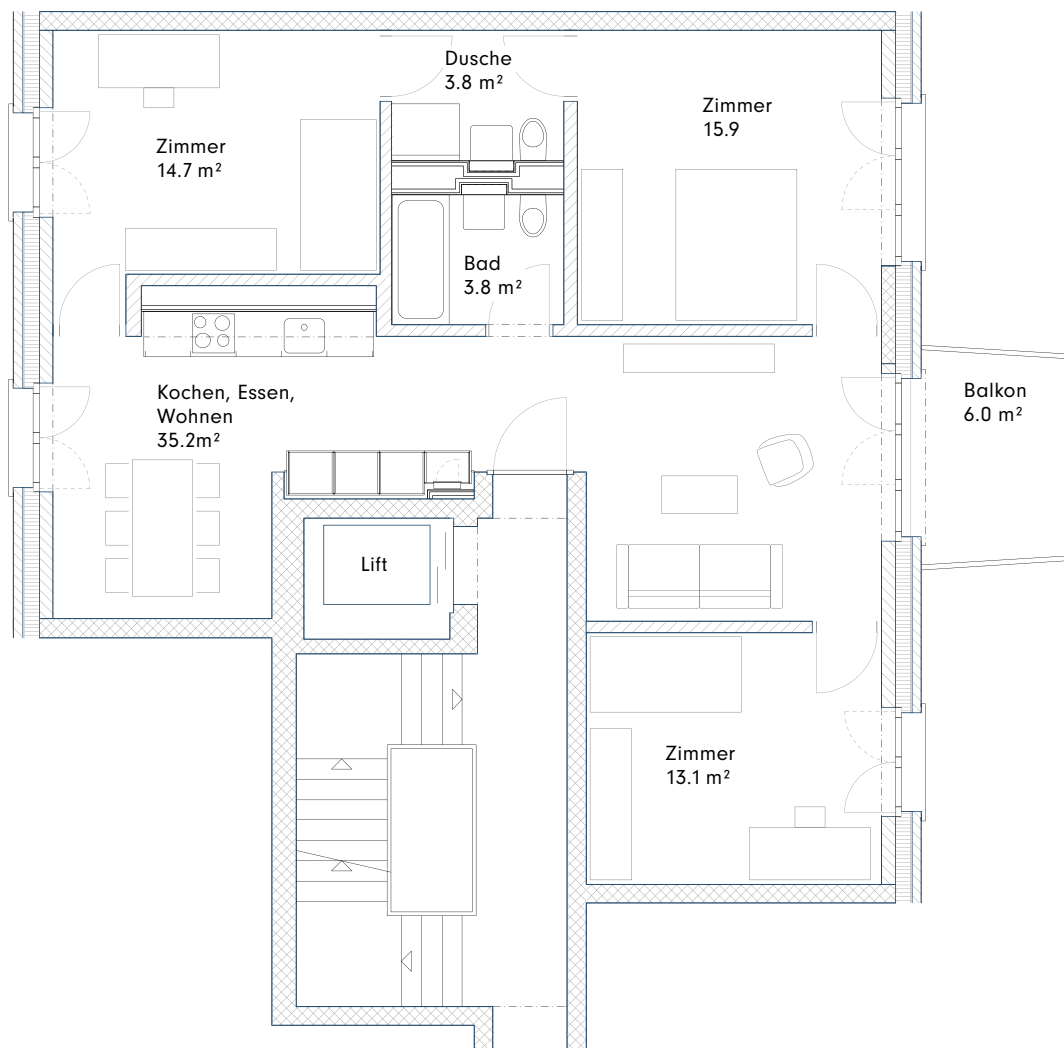 Dusche
3.8 m²
Zimmer
15.9
Zimmer
14.7 m²
Bad
3.8 m²
Kochen, Essen,
Wohnen
35.2m²
Balkon
6.0 m²
Lift
Zimmer
13.1 m²